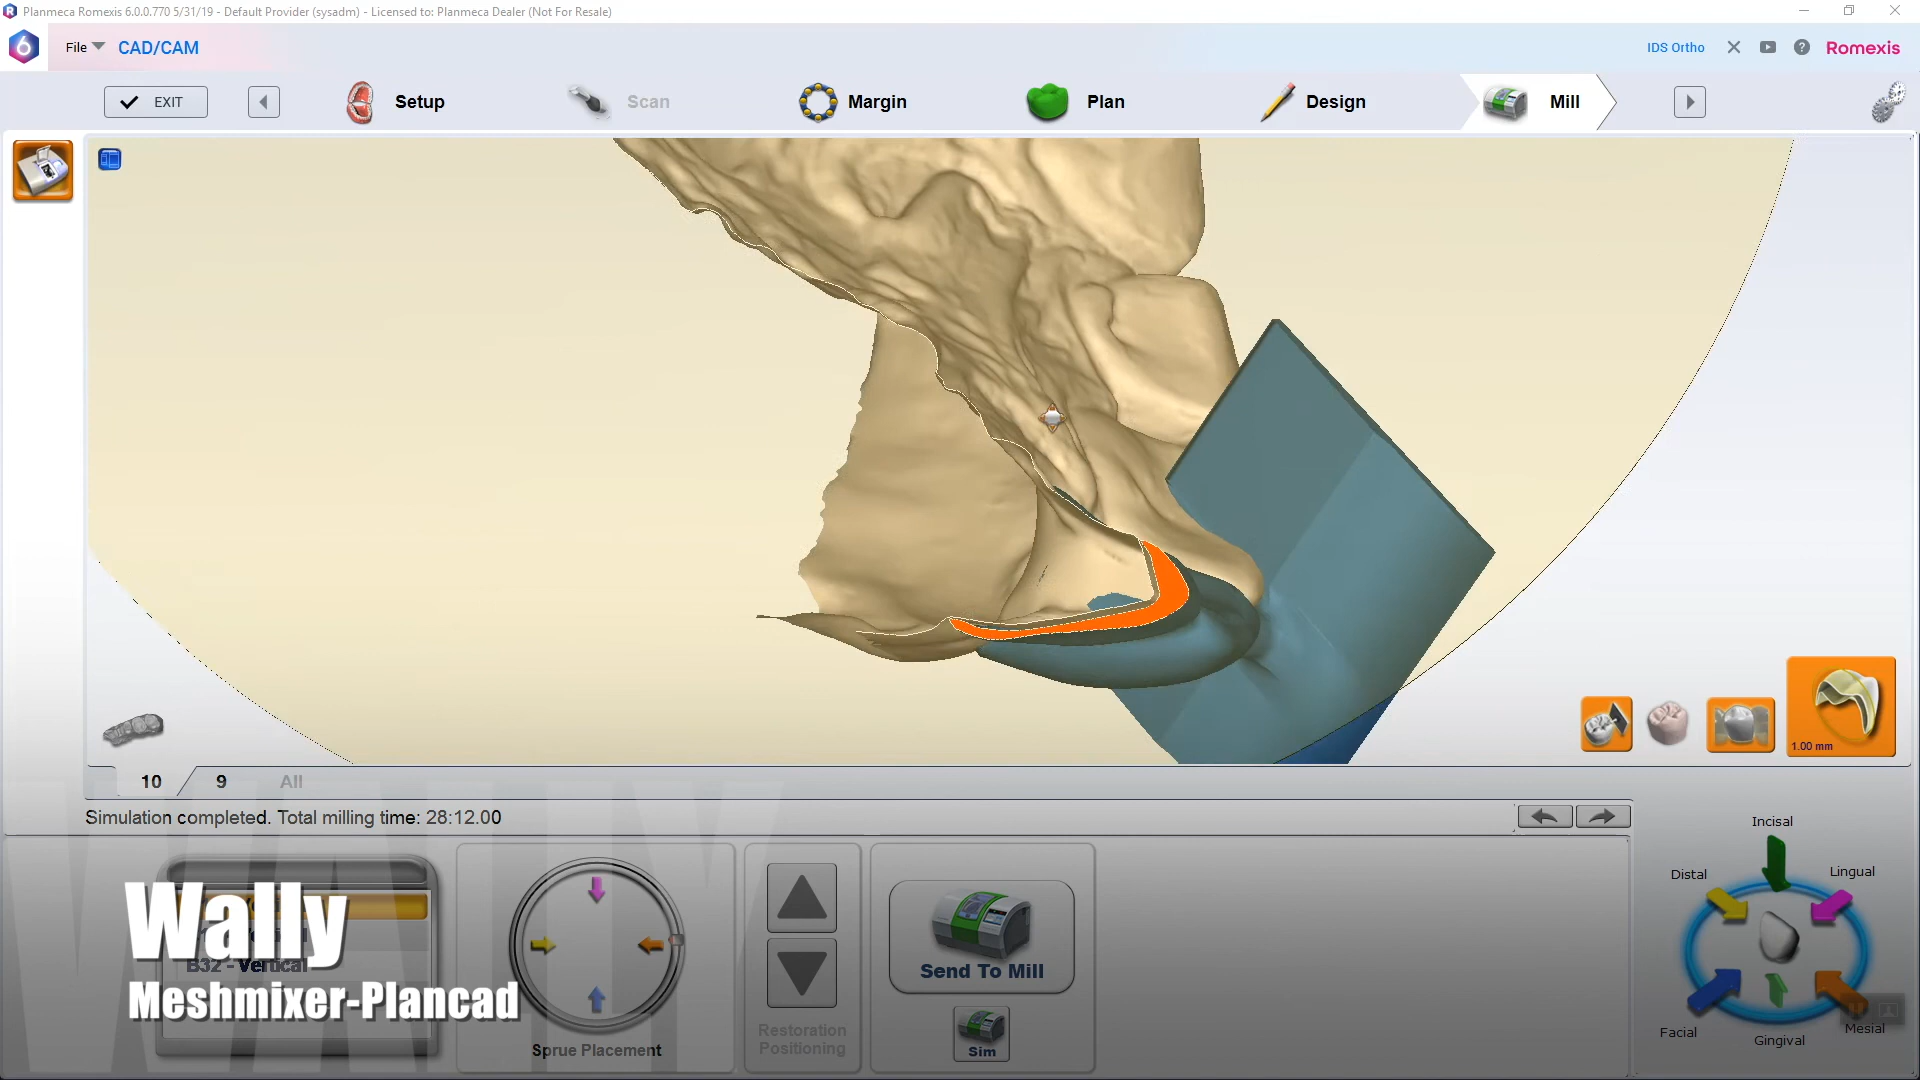 Planmeca Romexis 6.0.0.770 5/31/19 - Default Provider (sysadm) - Licensed to: Planmeca Dealer (Not For Resale)
6 File CAD/CAM IDS Ortho Romexis
EXIT Setup Scan Margin Plan Design Mill
1.00 mm
10 9 All
Simulation completed. Total milling time: 28:12.00
Incisal
Distal Lingual
Facial Gingival Mesial
Wally
B32 - Vertical
Meshmixer-Plancad
Sprue Placement
Restoration
Positioning
Send To Mill
Sim